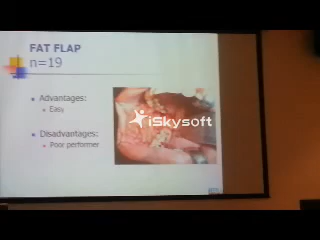 FAT FLAP
n=19
Advantages:
Easy
Disadvantages:
Poor performer
iSkysoft